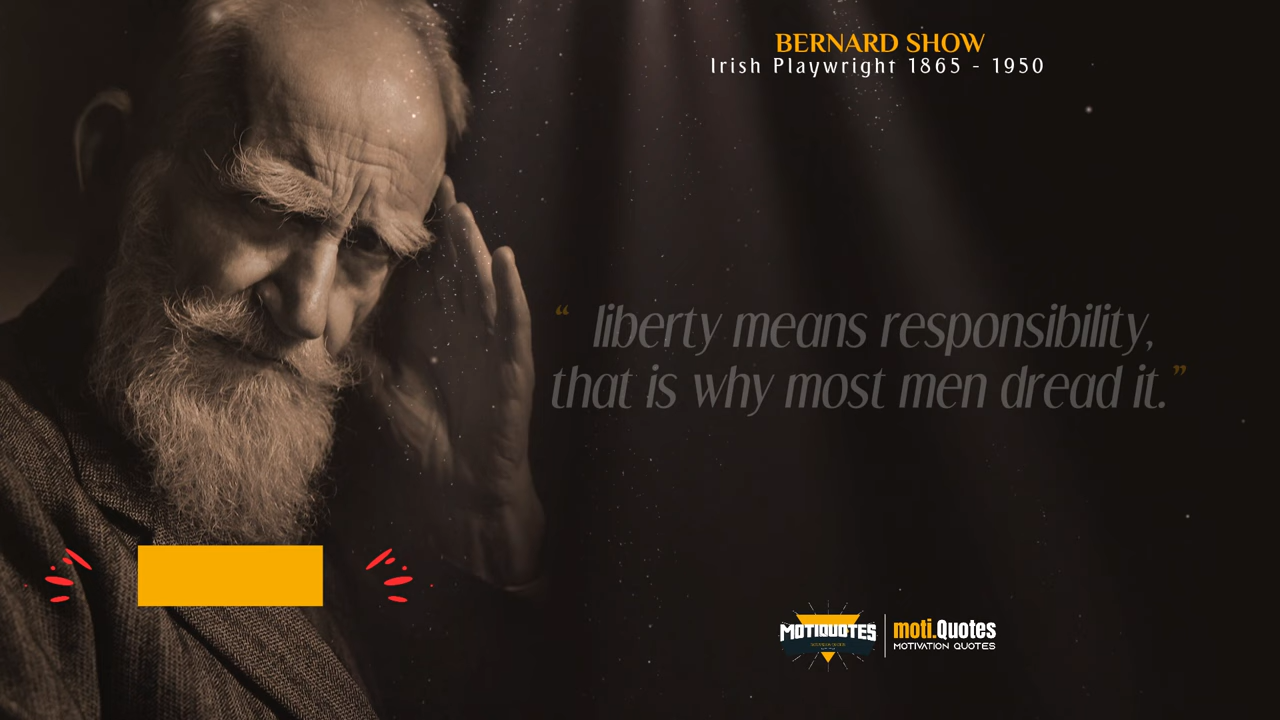 BERNARD SHOW
Irish Playwright 1865 - 1950
“ liberty means responsibility,
that is why most men dread it.”
MOTIQUOTES
moti.Quotes
MOTIVATION QUOTES